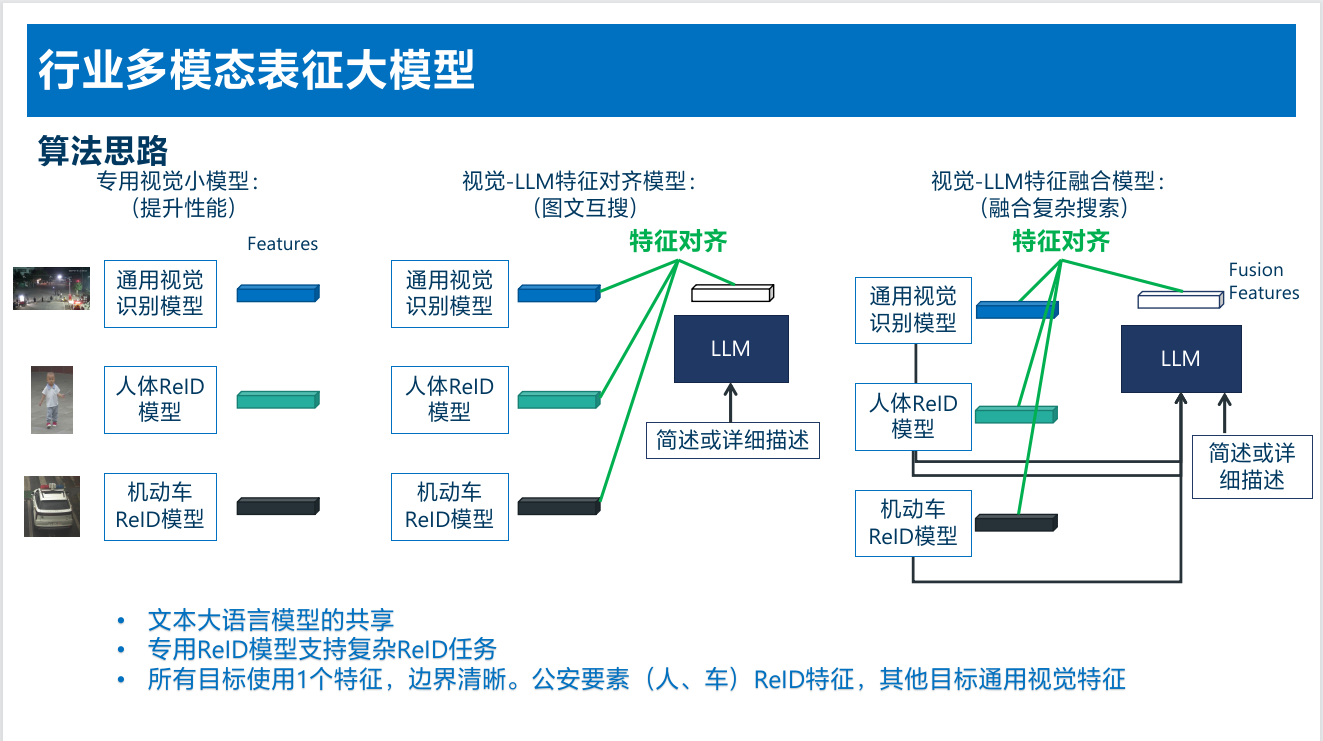 行业多模态表征大模型
算法思路
专用视觉小模型：
（提升性能）
Features
通用视觉
识别模型
人体ReID
模型
机动车
ReID模型
视觉-LLM特征对齐模型：
（图文互搜）
特征对齐
通用视觉
识别模型
LLM
人体ReID
模型
简述或详细描述
机动车
ReID模型
视觉-LLM特征融合模型：
（融合复杂搜索）
特征对齐
Fusion
Features
通用视觉
识别模型
LLM
人体ReID
模型
简述或详
细描述
机动车
ReID模型
• 文本大语言模型的共享
• 专用ReID模型支持复杂ReID任务
• 所有目标使用1个特征，边界清晰。公安要素（人、车）ReID特征，其他目标通用视觉特征